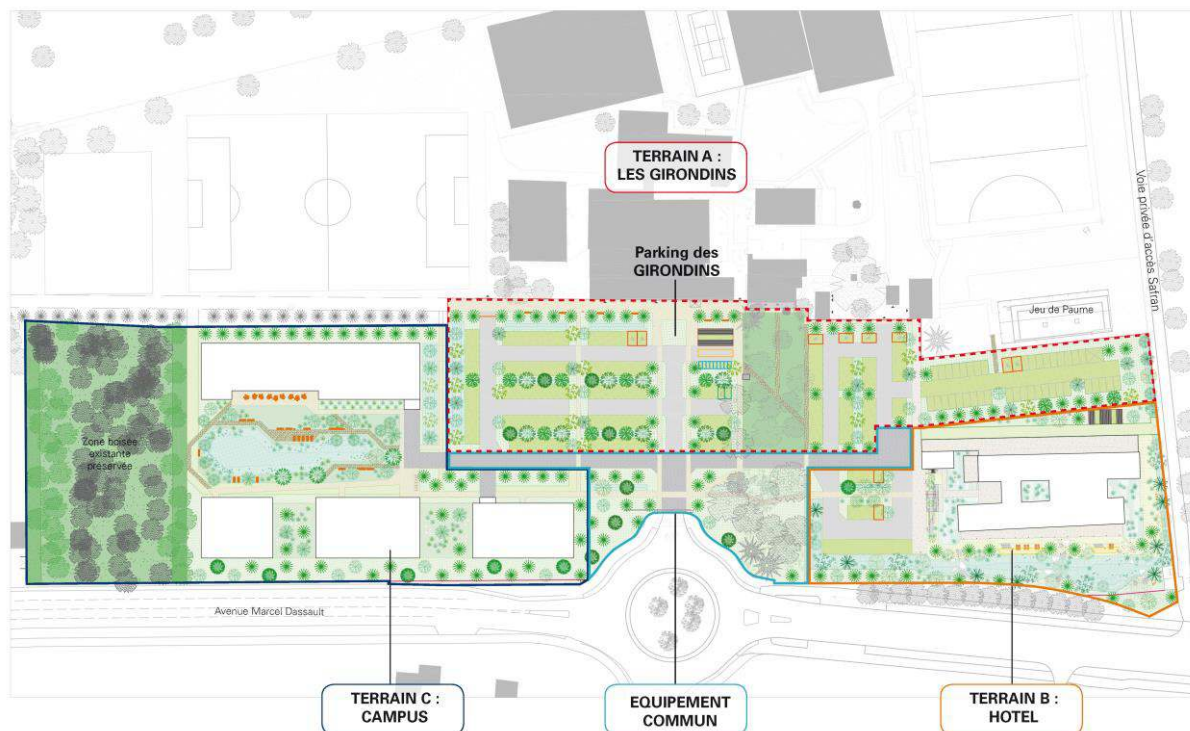 TERRAIN A :
LES GIRONDINS
Voie privée d'accès Safran
Parking des
GIRONDINS
Jeu de Paume
Zone boisée
existante
préservée
Avenue Marcel Dassault
TERRAIN C :
CAMPUS
EQUIPEMENT
COMMUN
TERRAIN B :
HOTEL